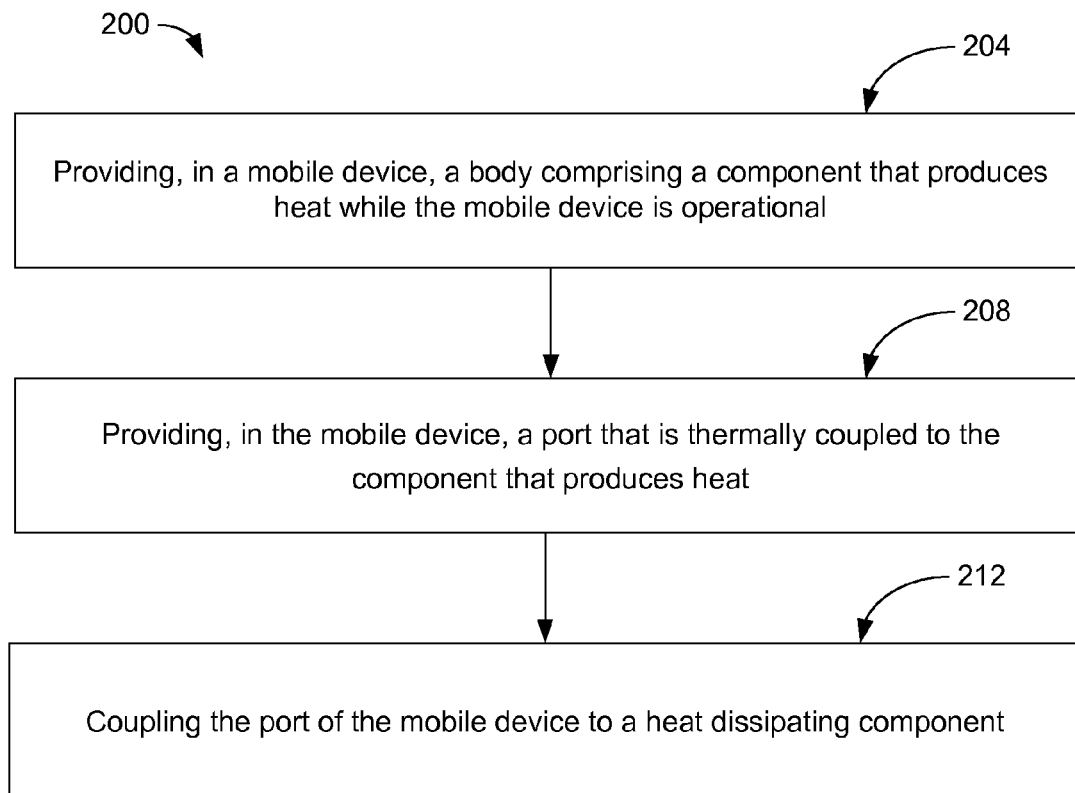 200
204
Providing, in a mobile device, a body comprising a component that produces
heat while the mobile device is operational
208
Providing, in the mobile device, a port that is thermally coupled to the
component that produces heat
212
Coupling the port of the mobile device to a heat dissipating component